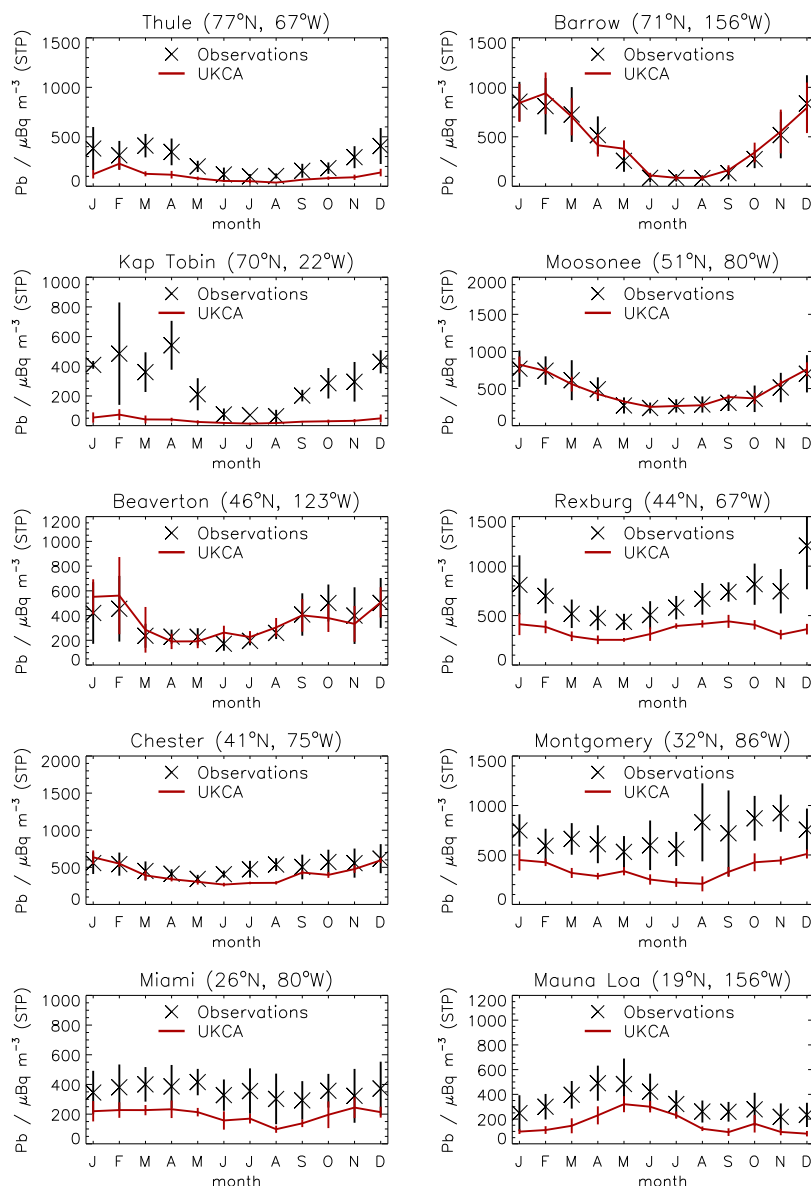 Thule (77°N, 67°W)
Pb / μBq m⁻³ (STP)
1500
1000
500
0
× Observations
UKCA
J F M A M J J A S O N D
month
Barrow (71°N, 156°W)
Pb / μBq m⁻³ (STP)
1500
1000
500
0
× Observations
UKCA
J F M A M J J A S O N D
month
Kap Tobin (70°N, 22°W)
Pb / μBq m⁻³ (STP)
1000
800
600
400
200
0
× Observations
UKCA
J F M A M J J A S O N D
month
Moosonee (51°N, 80°W)
Pb / μBq m⁻³ (STP)
2000
1500
1000
500
0
× Observations
UKCA
J F M A M J J A S O N D
month
Beaverton (46°N, 123°W)
Pb / μBq m⁻³ (STP)
1200
1000
800
600
400
200
0
× Observations
UKCA
J F M A M J J A S O N D
month
Rexburg (44°N, 67°W)
Pb / μBq m⁻³ (STP)
1500
1000
500
0
× Observations
UKCA
J F M A M J J A S O N D
month
Chester (41°N, 75°W)
Pb / μBq m⁻³ (STP)
2000
1500
1000
500
0
× Observations
UKCA
J F M A M J J A S O N D
month
Montgomery (32°N, 86°W)
Pb / μBq m⁻³ (STP)
1500
1000
500
0
× Observations
UKCA
J F M A M J J A S O N D
month
Miami (26°N, 80°W)
Pb / μBq m⁻³ (STP)
1000
800
600
400
200
0
× Observations
UKCA
J F M A M J J A S O N D
month
Mauna Loa (19°N, 156°W)
Pb / μBq m⁻³ (STP)
1200
1000
800
600
400
200
0
× Observations
UKCA
J F M A M J J A S O N D
month